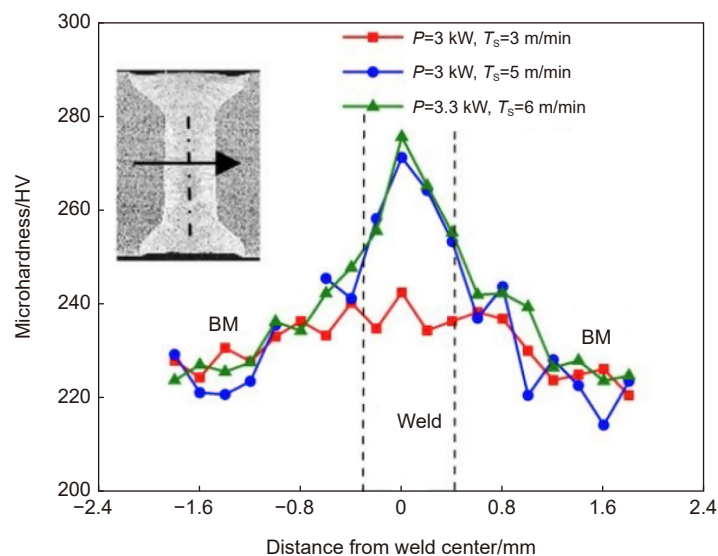 300
280
260
240
220
200
Microhardness/HV
P=3 kW, Tₛ=3 m/min
P=3 kW, Tₛ=5 m/min
P=3.3 kW, Tₛ=6 m/min
BM
BM
Weld
−2.4 −1.6 −0.8 0 0.8 1.6 2.4
Distance from weld center/mm